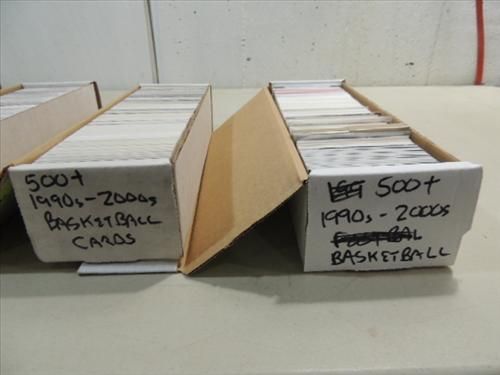 500+
1990s-2000s
BASKETBALL
CARDS
500+
1990s-2000s
FOOTBALL
BASKETBALL